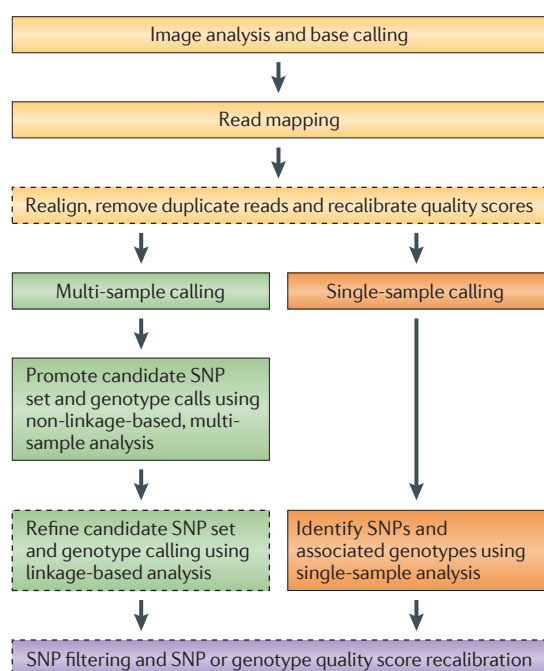 Image analysis and base calling
Read mapping
Realign, remove duplicate reads and recalibrate quality scores
Multi-sample calling
Single-sample calling
Promote candidate SNP
set and genotype calls using
non-linkage-based, multi-
sample analysis
Refine candidate SNP set
and genotype calling using
linkage-based analysis
Identify SNPs and
associated genotypes using
single-sample analysis
SNP filtering and SNP or genotype quality score recalibration